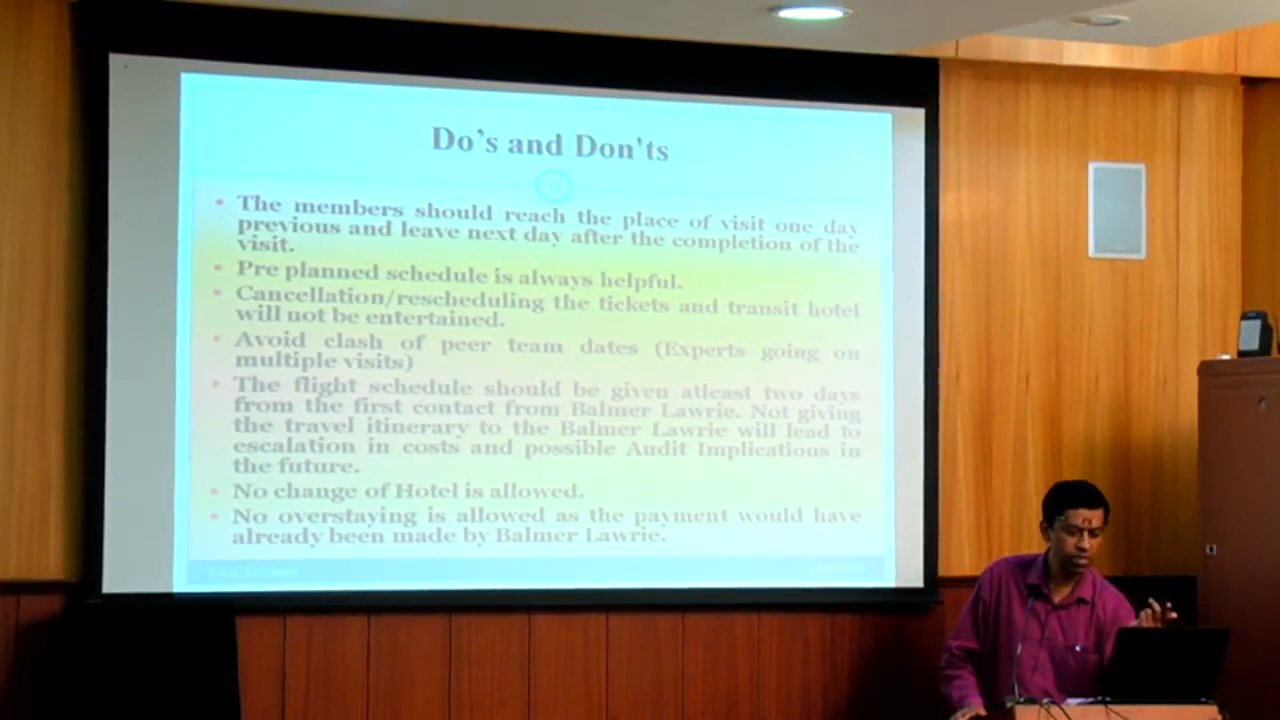 Do's and Don'ts
• The members should reach the place of visit one day
previous and leave next day after the completion of the
visit.
• Pre planned schedule is always helpful.
• Cancellation/rescheduling the tickets and transit hotel
will not be entertained.
• Avoid clash of peer team dates (Experts going on
multiple visits)
• The flight schedule should be given atleast two days
from the first contact from Balmer Lawrie. Not giving
the travel itinerary to the Balmer Lawrie will lead to
escalation in costs and possible Audit Implications in
the future.
• No change of Hotel is allowed.
• No overstaying is allowed as the payment would have
already been made by Balmer Lawrie.